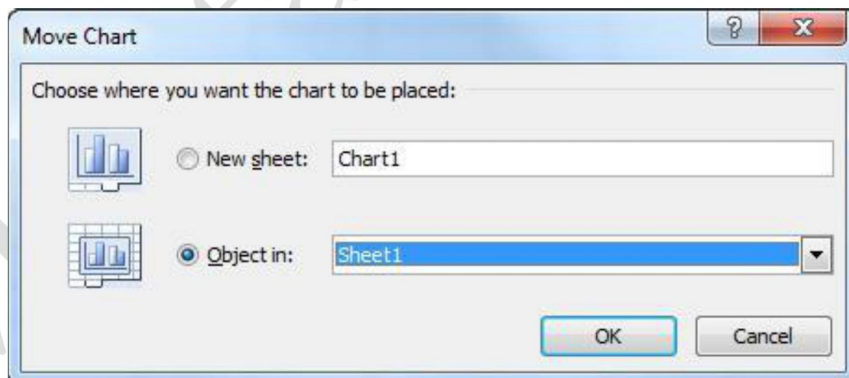 Move Chart
?
Choose where you want the chart to be placed:
New sheet: Chart1
Object in: Sheet1
OK Cancel